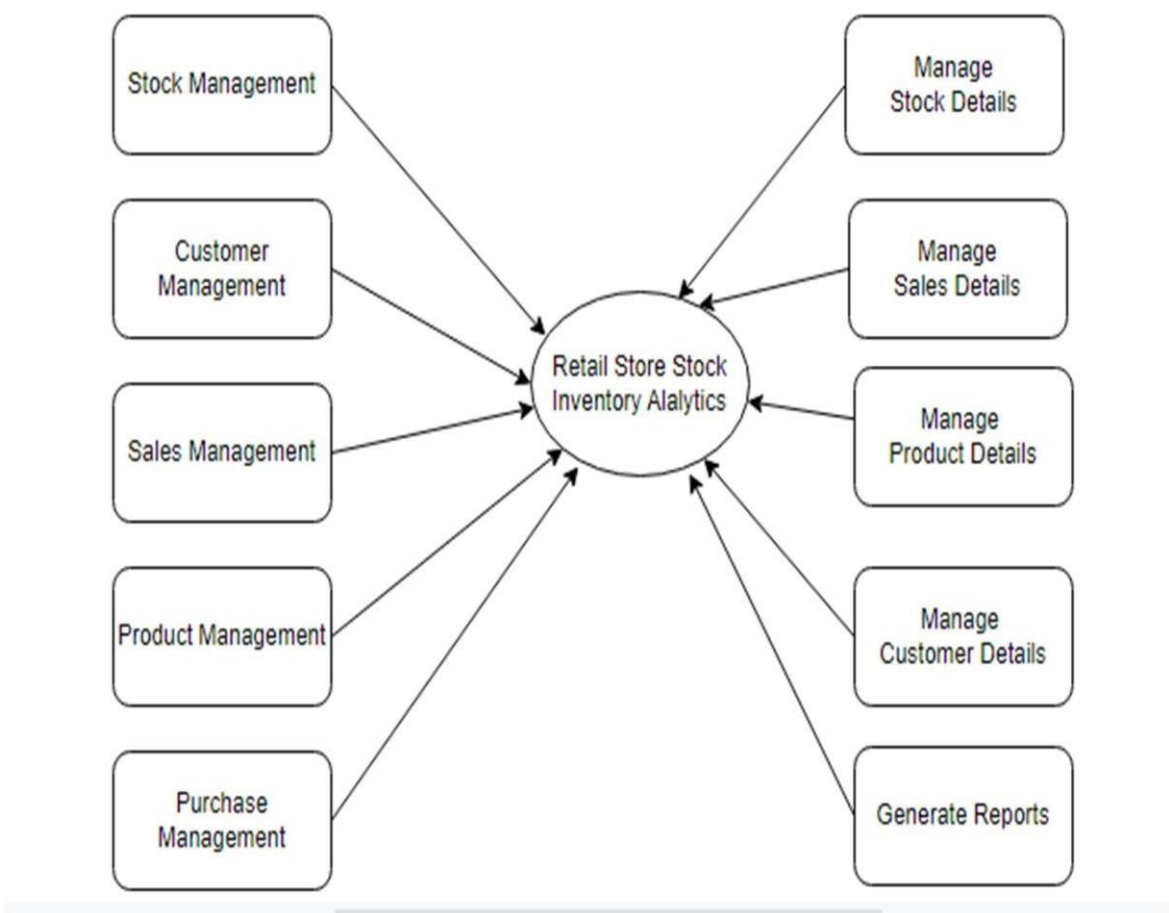 Stock Management
Customer
Management
Sales Management
Product Management
Purchase
Management
Retail Store Stock
Inventory Alalytics
Manage
Stock Details
Manage
Sales Details
Manage
Product Details
Manage
Customer Details
Generate Reports